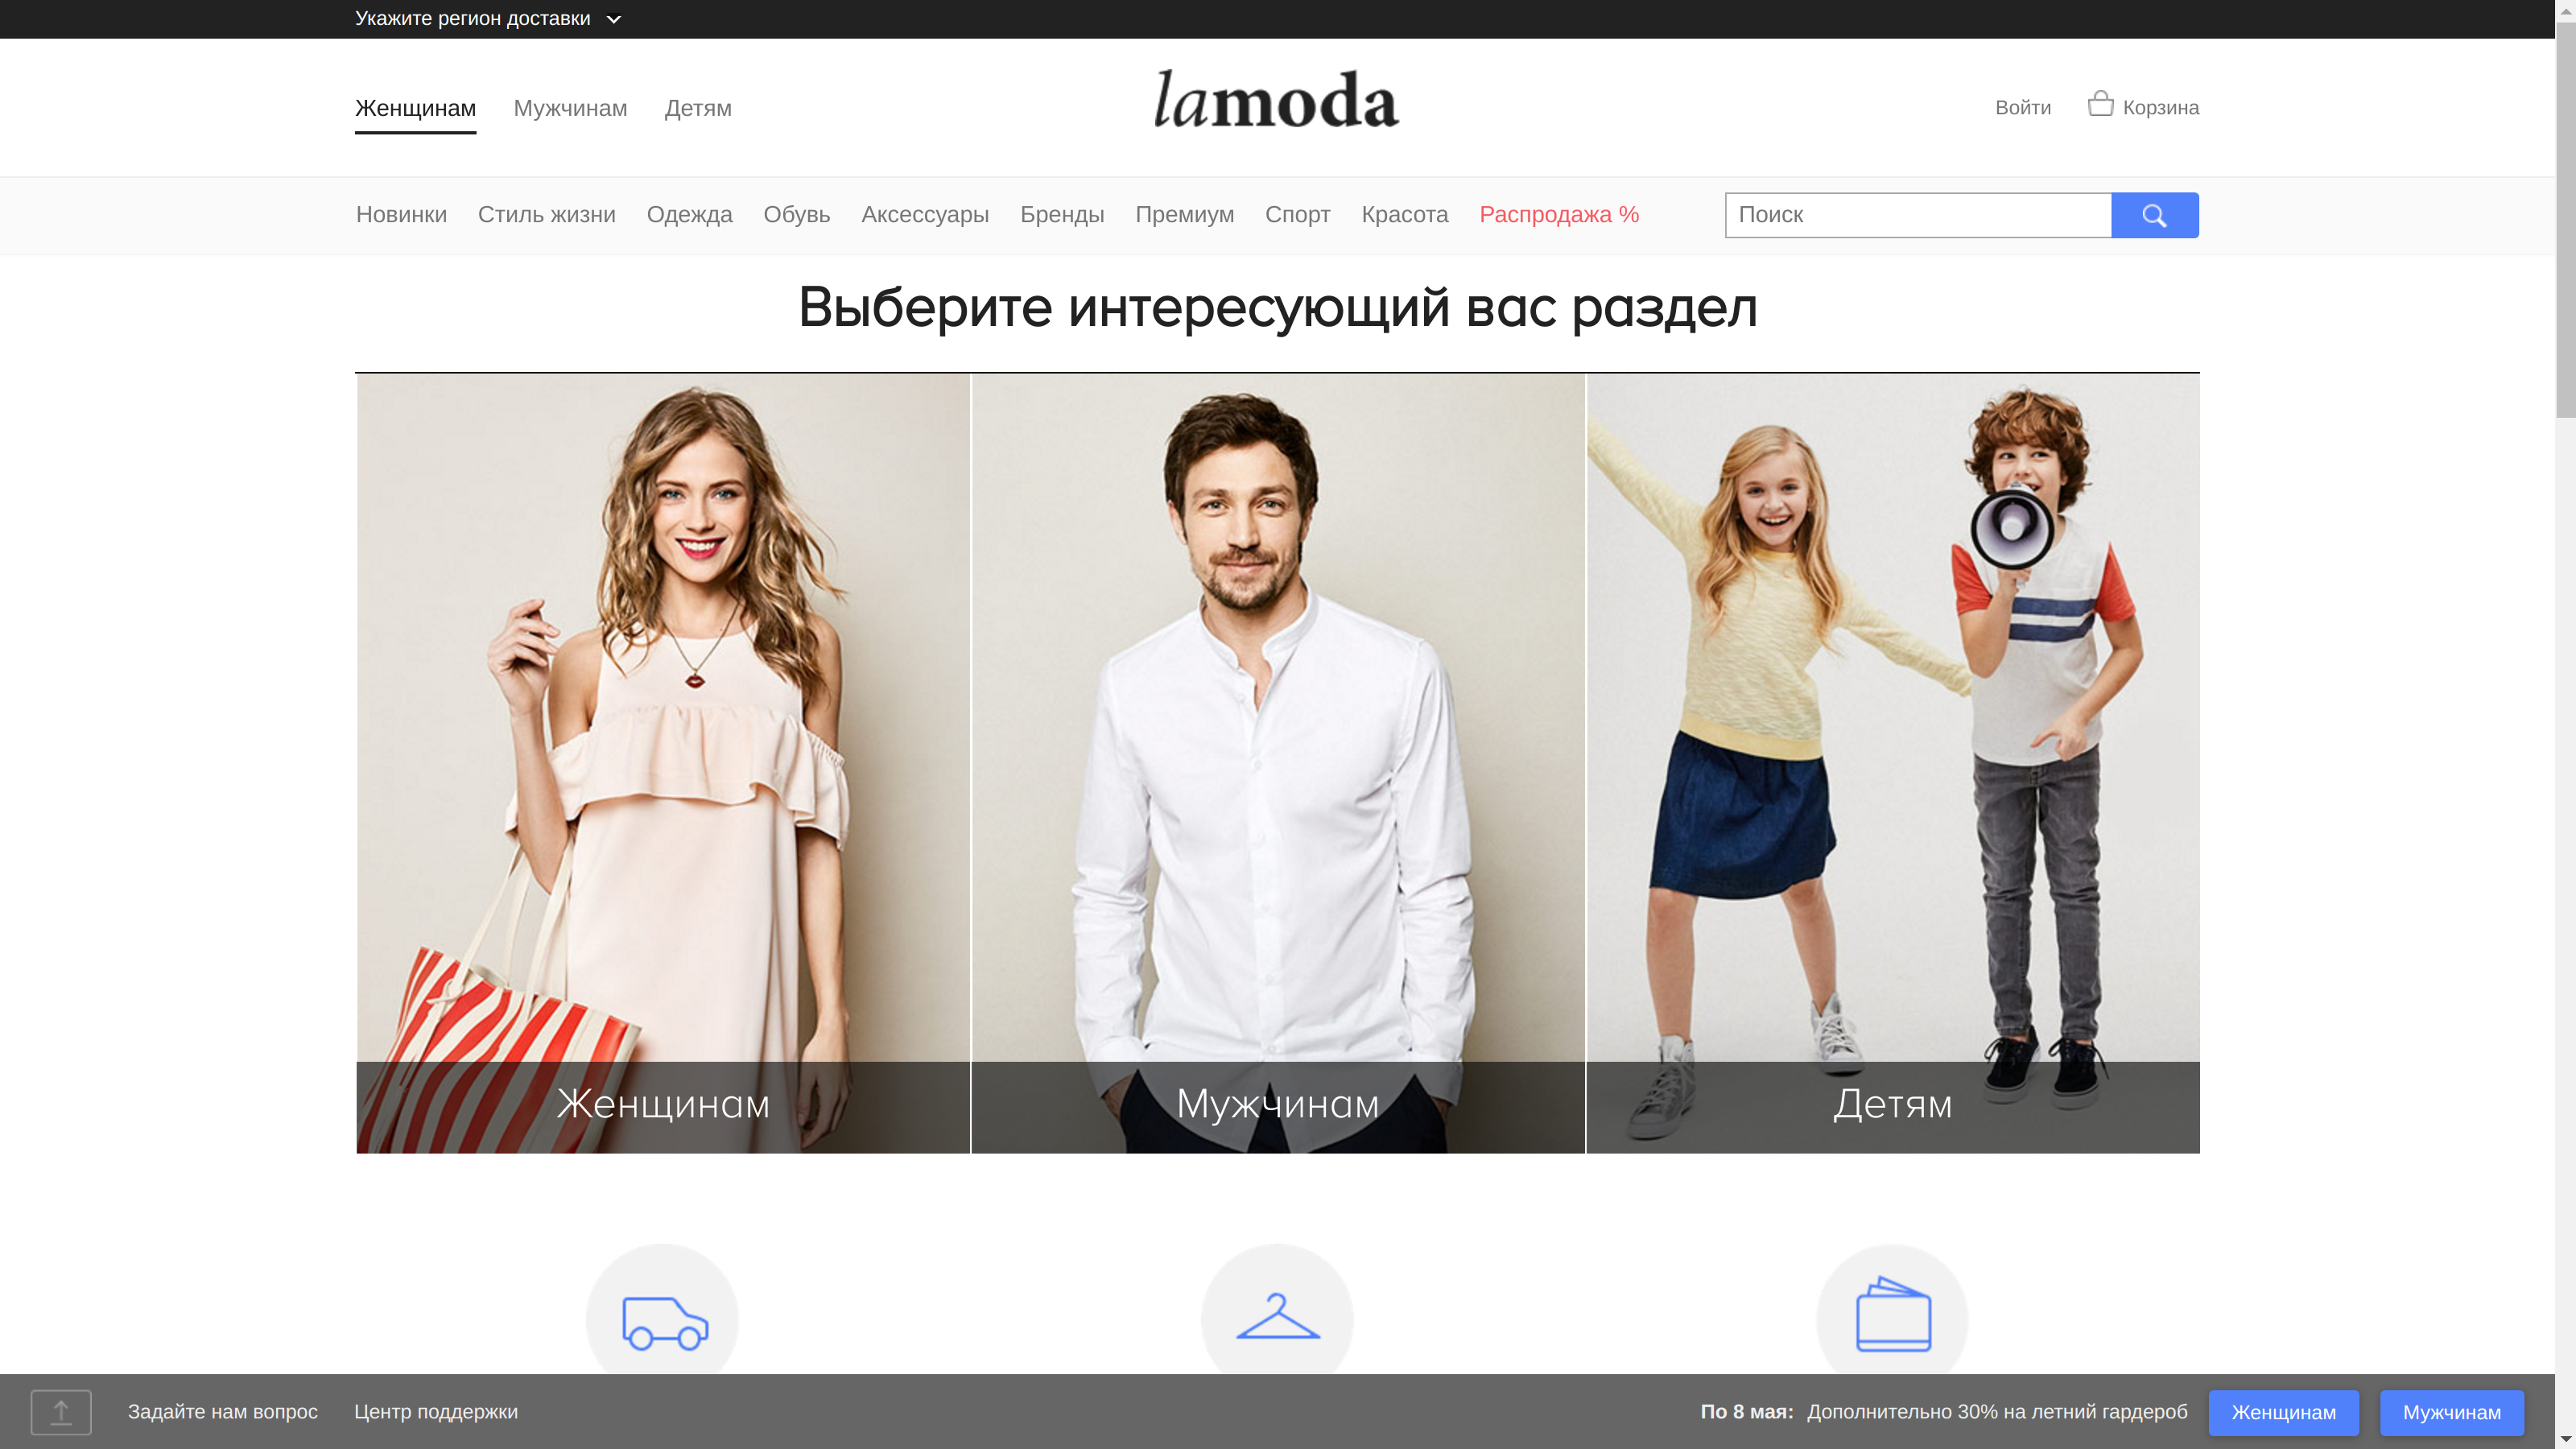 Укажите регион доставки
Женщинам Мужчинам Детям
lamoda
Войти Корзина
Новинки Стиль жизни Одежда Обувь Аксессуары Бренды Премиум Спорт Красота Распродажа %
Поиск
Выберите интересующий вас раздел
Женщинам
Мужчинам
Детям
Задайте нам вопрос Центр поддержки
По 8 мая: Дополнительно 30% на летний гардероб
Женщинам
Мужчинам